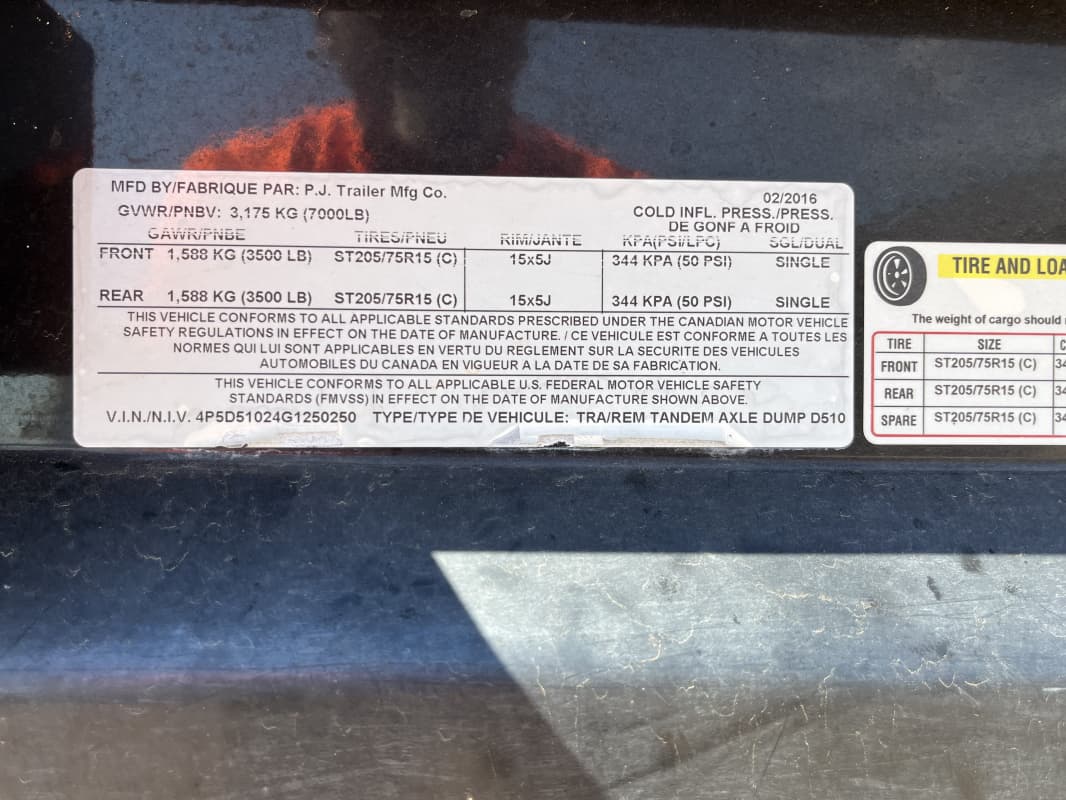 MFD BY/FABRIQUE PAR: P.J. Trailer Mfg Co. 02/2016
GVWR/PNBV: 3,175 KG (7000LB) COLD INFL. PRESS./PRESS.
DE GONF A FROID
GAWR/PNBE TIRES/PNEU RIM/JANTE KPA(PSI/LPC) SGL/DUAL
FRONT 1,588 KG (3500 LB) ST205/75R15 (C) 15x5J 344 KPA (50 PSI) SINGLE
REAR 1,588 KG (3500 LB) ST205/75R15 (C) 15x5J 344 KPA (50 PSI) SINGLE
THIS VEHICLE CONFORMS TO ALL APPLICABLE STANDARDS PRESCRIBED UNDER THE CANADIAN MOTOR VEHICLE
SAFETY REGULATIONS IN EFFECT ON THE DATE OF MANUFACTURE. / CE VEHICULE EST CONFORME A TOUTES LES
NORMES QUI LUI SONT APPLICABLES EN VERTU DU REGLEMENT SUR LA SECURITE DES VEHICULES
AUTOMOBILES DU CANADA EN VIGUEUR A LA DATE DE SA FABRICATION.
THIS VEHICLE CONFORMS TO ALL APPLICABLE U.S. FEDERAL MOTOR VEHICLE SAFETY
STANDARDS (FMVSS) IN EFFECT ON THE DATE OF MANUFACTURE SHOWN ABOVE.
V.I.N./N.I.V. 4P5D51024G1250250 TYPE/TYPE DE VEHICULE: TRA/REM TANDEM AXLE DUMP D510
TIRE AND LOA
The weight of cargo should
TIRE SIZE C
FRONT ST205/75R15 (C) 34
REAR ST205/75R15 (C) 34
SPARE ST205/75R15 (C) 34